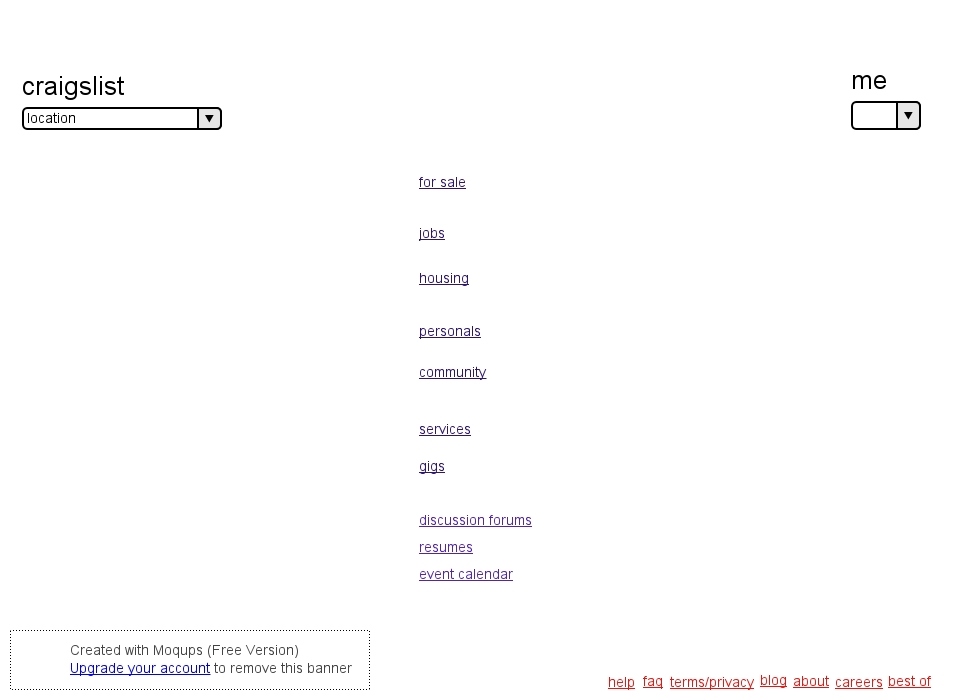 craigslist
me
location
for sale
jobs
housing
personals
community
services
gigs
discussion forums
resumes
event calendar
Created with Moqups (Free Version)
Upgrade your account to remove this banner
help faq terms/privacy blog about careers best of